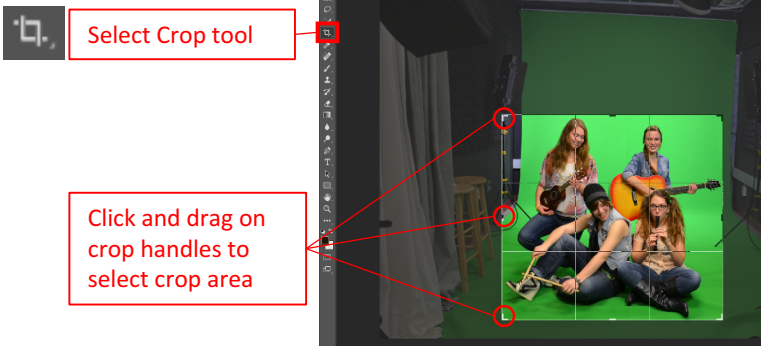 Select Crop tool
Click and drag on
crop handles to
select crop area